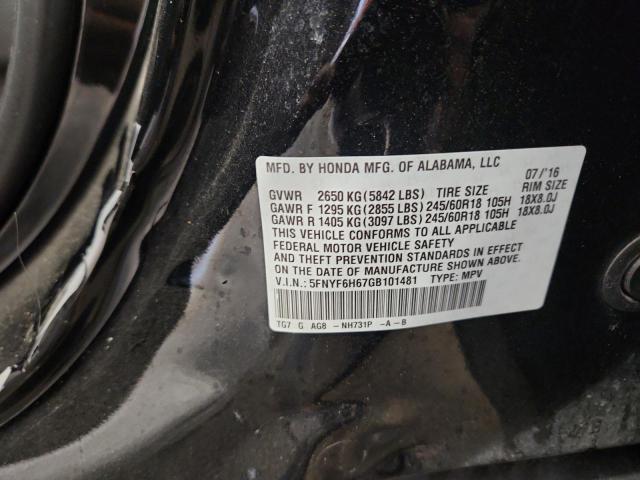 MFD. BY HONDA MFG. OF ALABAMA, LLC 07/'16
GVWR 2650 KG(5842 LBS) TIRE SIZE RIM SIZE
GAWR F 1295 KG(2855 LBS) 245/60R18 105H 18X8.0J
GAWR R 1405 KG(3097 LBS) 245/60R18 105H 18X8.0J
THIS VEHICLE CONFORMS TO ALL APPLICABLE
FEDERAL MOTOR VEHICLE SAFETY
AND THEFT PREVENTION STANDARDS IN EFFECT
ON THE DATE OF MANUFACTURE SHOWN ABOVE.
V.I.N.: 5FNYF6H67GB101481 TYPE: MPV
TG7 G AG8 -NH731P -A-B